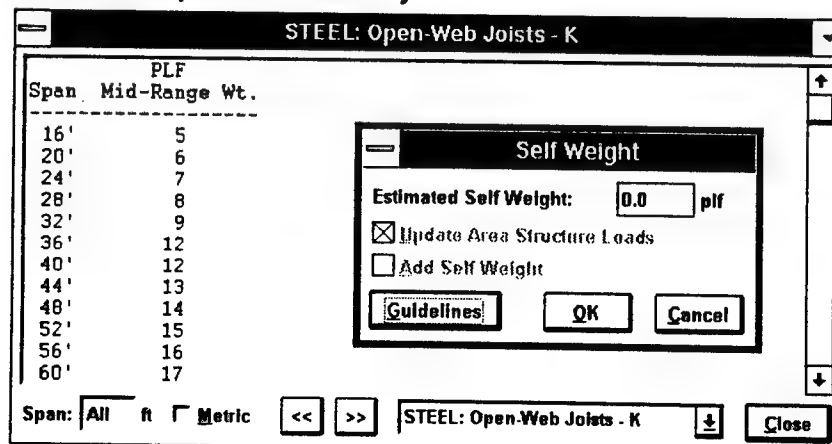 STEEL: Open-Web Joists - K
PLF
Span Mid-Range Wt.
16' 5
20' 6
24' 7
28' 8
32' 9
36' 12
40' 12
44' 13
48' 14
52' 15
56' 16
60' 17
Self Weight
Estimated Self Weight: 0.0 plf
Update Area Structure Loads
Add Self Weight
Guidelines OK Cancel
Span: All ft Metric << >> STEEL: Open-Web Joists - K Close